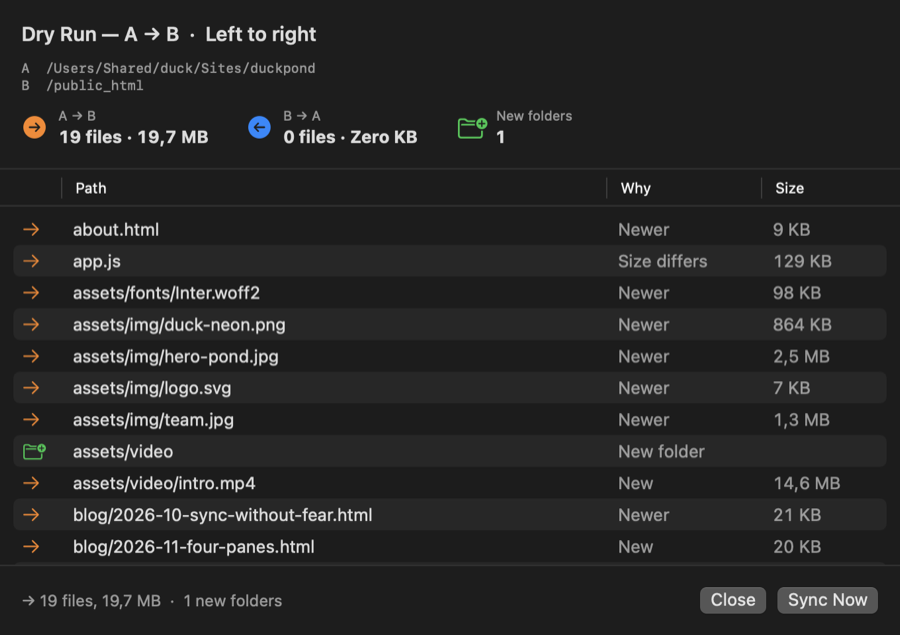 Dry Run — A → B · Left to right
A /Users/Shared/duck/Sites/duckpond
B /public_html
A → B
19 files · 19,7 MB
B → A
0 files · Zero KB
New folders
1
Path Why Size
→ about.html Newer 9 KB
→ app.js Size differs 129 KB
→ assets/fonts/Inter.woff2 Newer 98 KB
→ assets/img/duck-neon.png Newer 864 KB
→ assets/img/hero-pond.jpg Newer 2,5 MB
→ assets/img/logo.svg Newer 7 KB
→ assets/img/team.jpg Newer 1,3 MB
assets/video New folder
→ assets/video/intro.mp4 New 14,6 MB
→ blog/2026-10-sync-without-fear.html Newer 21 KB
→ blog/2026-11-four-panes.html New 20 KB
→ 19 files, 19,7 MB · 1 new folders
Close Sync Now